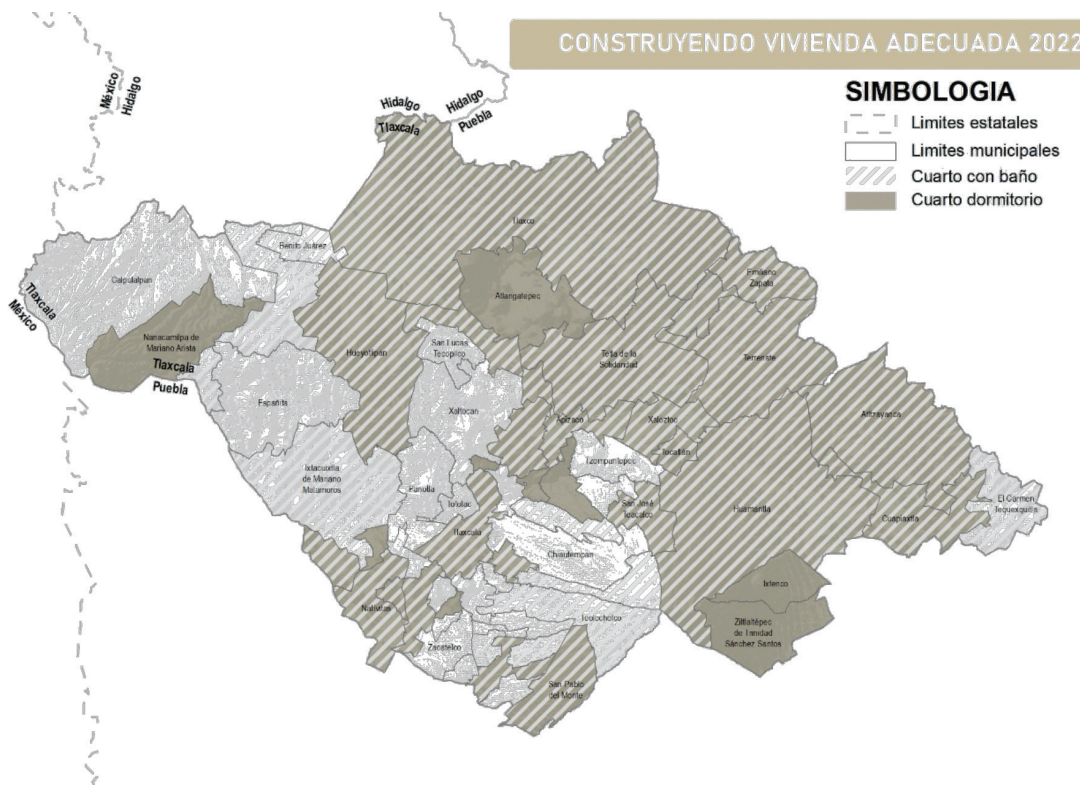 CONSTRUYENDO VIVIENDA ADECUADA 2022
SIMBOLOGIA
Limites estatales
Limites municipales
Cuarto con baño
Cuarto dormitorio
México
Hidalgo
Hidalgo
Tlaxcala
Hidalgo
Puebla
Tlaxco
Benito Juárez
Calpulalpan
Emiliano
Zapata
Atlangatepec
Tlaxcala
México
Nanacamilpa de
Mariano Arista
Tlaxcala
Puebla
Hueyotlipan
San Lucas
Tecopilco
Tetla de la
Solidaridad
Terrenate
Españita
Xaltocan
Altzayanca
Apizaco
Xaloztoc
Tocatlán
Ixtacuixtla
de Mariano
Matamoros
Tzompantepec
Panotla
Totolac
San José
Teacalco
Huamantla
El Carmen
Tequexquitla
Cuapiaxtla
Tlaxcala
Chiautempan
Ixtenco
Nativitas
Teolocholco
Ziltlaltépec
de Trinidad
Sánchez Santos
Zacatelco
San Pablo
del Monte